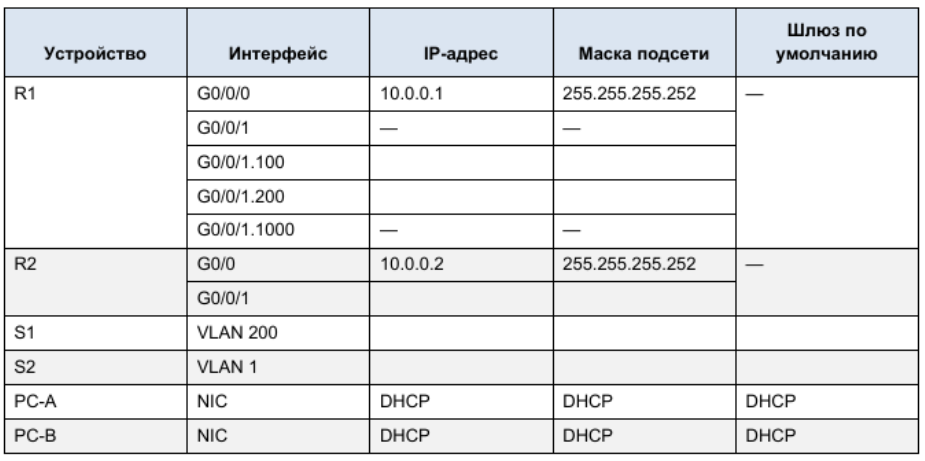 Устройство Интерфейс IP-адрес Маска подсети Шлюз по умолчанию
R1 G0/0/0 10.0.0.1 255.255.255.252 —
G0/0/1 — —
G0/0/1.100
G0/0/1.200
G0/0/1.1000 — —
R2 G0/0 10.0.0.2 255.255.255.252 —
G0/0/1
S1 VLAN 200
S2 VLAN 1
PC-A NIC DHCP DHCP DHCP
PC-B NIC DHCP DHCP DHCP